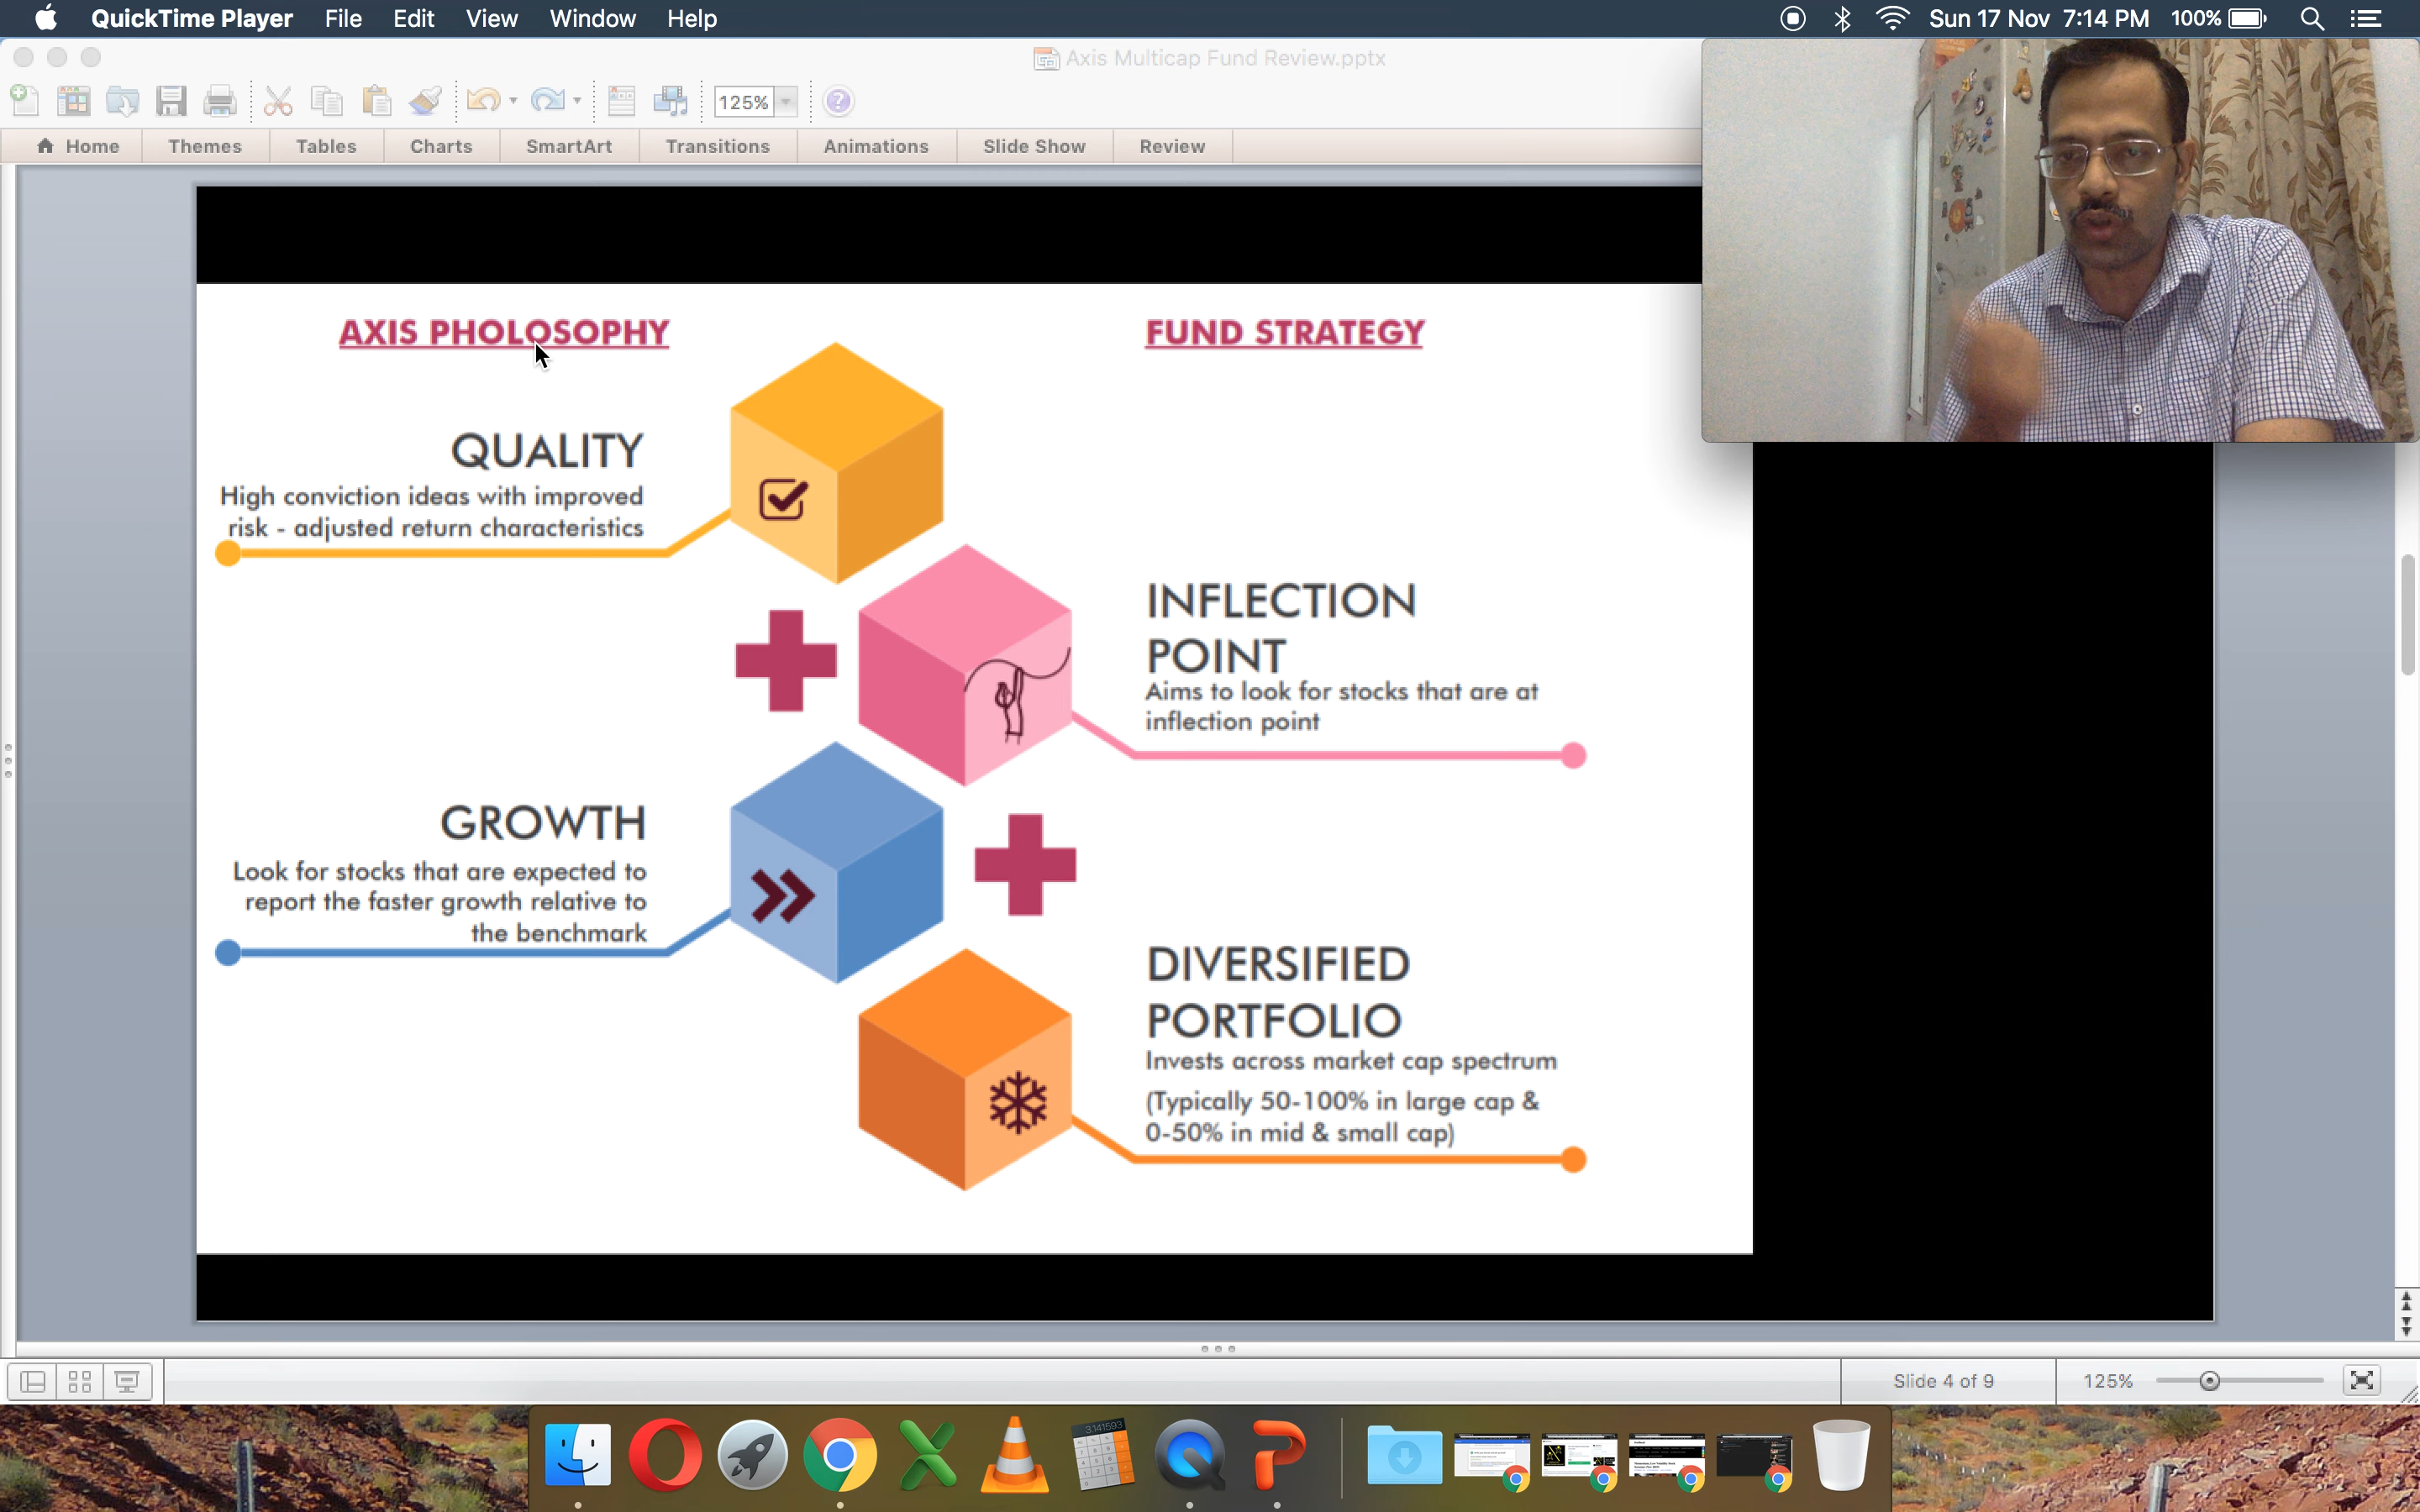 QuickTime Player File Edit View Window Help
Sun 17 Nov 7:14 PM 100%
Axis Multicap Fund Review.pptx
125%
Home Themes Tables Charts SmartArt Transitions Animations Slide Show Review
AXIS PHOLOSOPHY
FUND STRATEGY
QUALITY
High conviction ideas with improved
risk - adjusted return characteristics
INFLECTION
POINT
Aims to look for stocks that are at
inflection point
GROWTH
Look for stocks that are expected to
report the faster growth relative to
the benchmark
DIVERSIFIED
PORTFOLIO
Invests across market cap spectrum
(Typically 50-100% in large cap &
0-50% in mid & small cap)
Slide 4 of 9 125%
3.141593